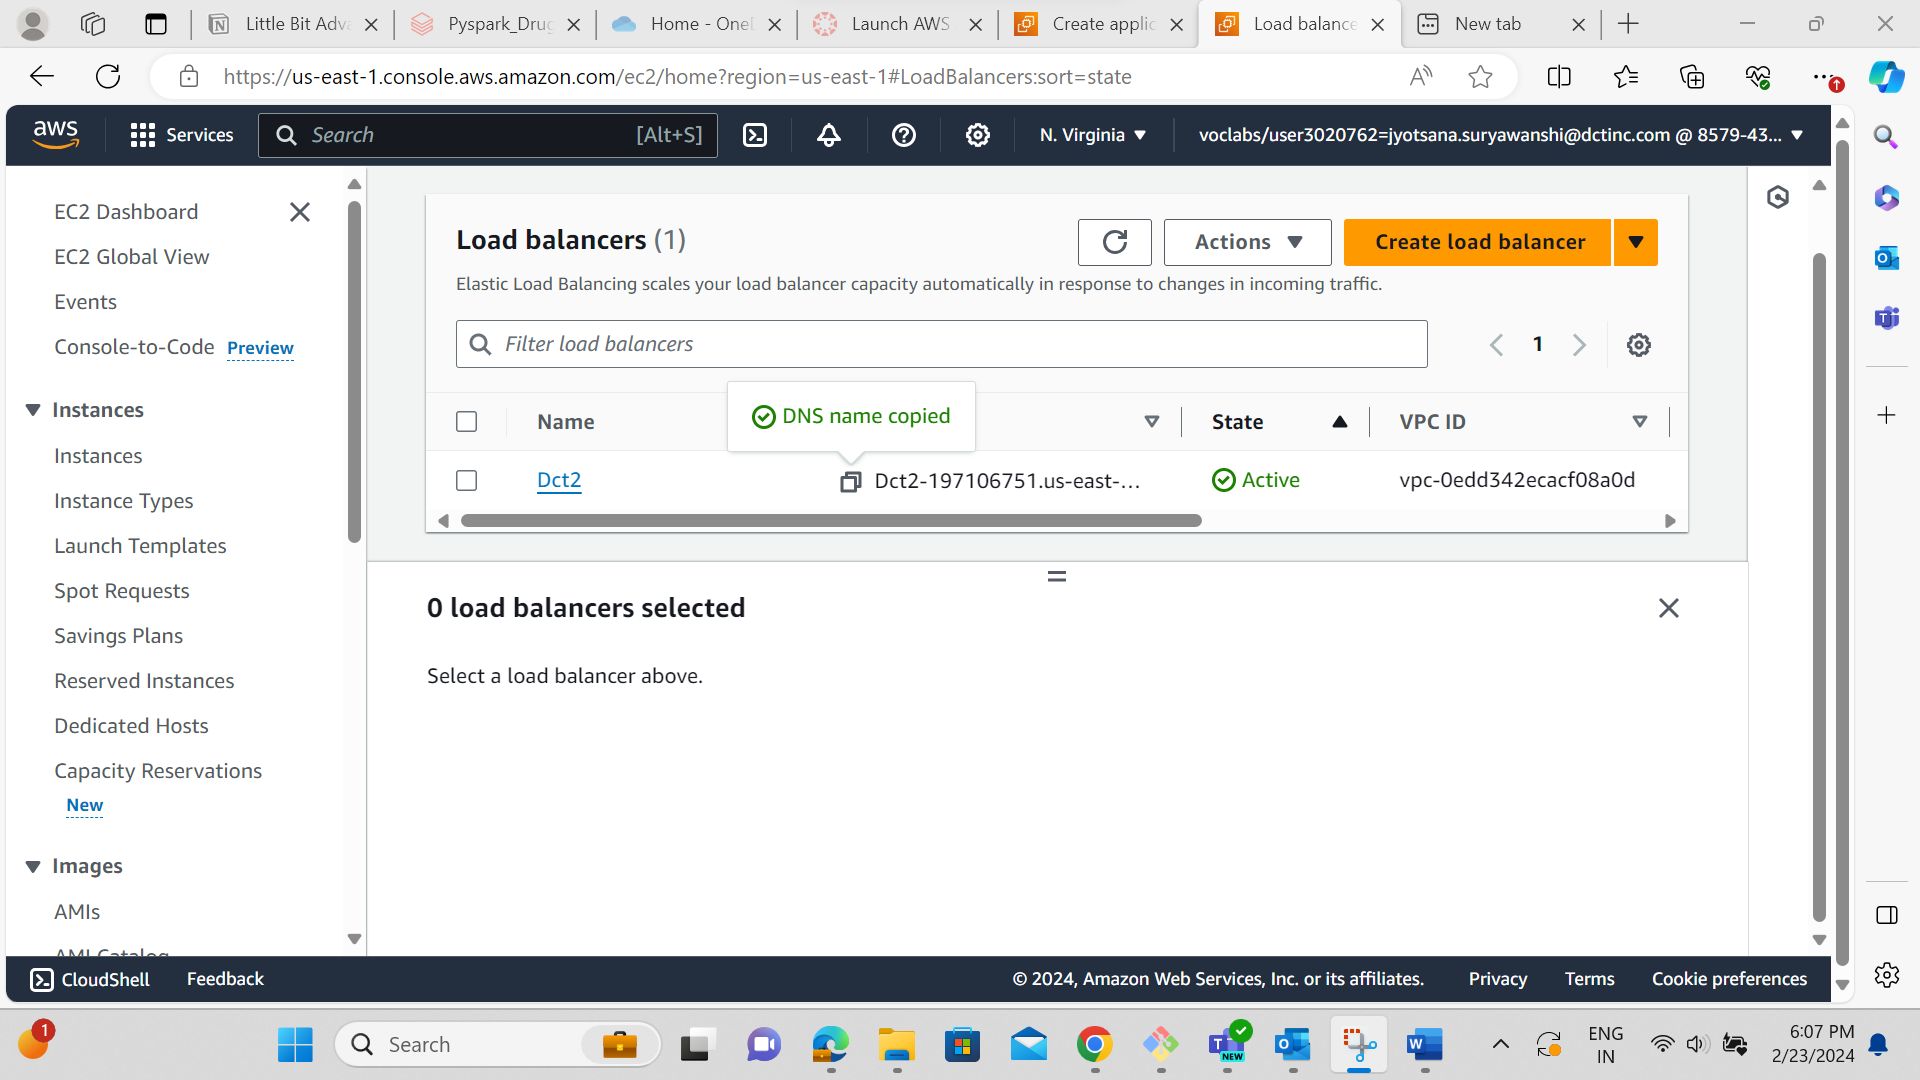 Little Bit Adva
Pyspark_Drug
Home - OneD
Launch AWS
Create applic
Load balance
New tab
https://us-east-1.console.aws.amazon.com/ec2/home?region=us-east-1#LoadBalancers:sort=state
aws
Services
Search
[Alt+S]
N. Virginia
voclabs/user3020762=jyotsana.suryawanshi@dctinc.com @ 8579-43...
EC2 Dashboard
EC2 Global View
Events
Console-to-Code Preview
Instances
Instances
Instance Types
Launch Templates
Spot Requests
Savings Plans
Reserved Instances
Dedicated Hosts
Capacity Reservations
New
Images
AMIs
AMI Catalog
Load balancers (1)
Actions
Create load balancer
Elastic Load Balancing scales your load balancer capacity automatically in response to changes in incoming traffic.
Filter load balancers
1
DNS name copied
Name
State
VPC ID
Dct2
Dct2-197106751.us-east-...
Active
vpc-0edd342ecacf08a0d
0 load balancers selected
Select a load balancer above.
CloudShell
Feedback
© 2024, Amazon Web Services, Inc. or its affiliates.
Privacy
Terms
Cookie preferences
1
Search
NEW
ENG
IN
6:07 PM
2/23/2024